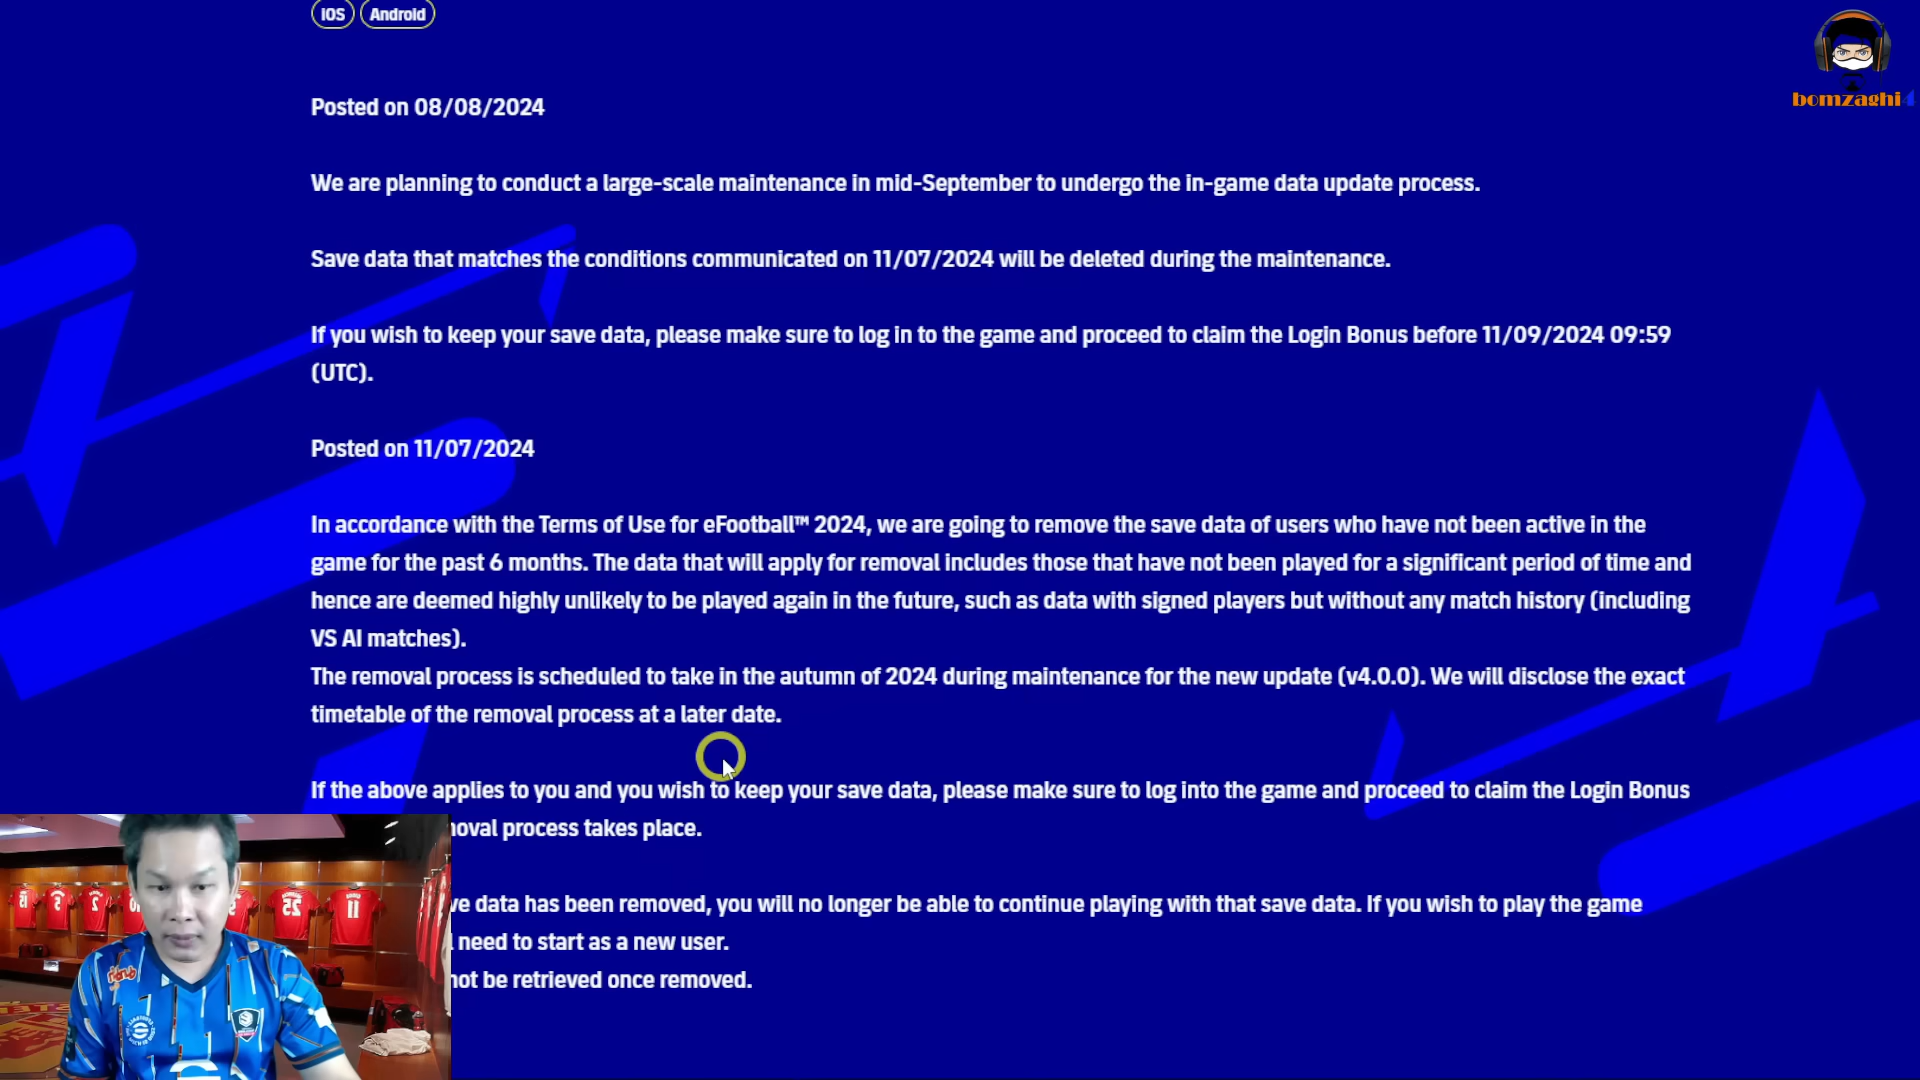 iOS Android
bomzaghi4
Posted on 08/08/2024
We are planning to conduct a large-scale maintenance in mid-September to undergo the in-game data update process.
Save data that matches the conditions communicated on 11/07/2024 will be deleted during the maintenance.
If you wish to keep your save data, please make sure to log in to the game and proceed to claim the Login Bonus before 11/09/2024 09:59
(UTC).
Posted on 11/07/2024
In accordance with the Terms of Use for eFootball™ 2024, we are going to remove the save data of users who have not been active in the
game for the past 6 months. The data that will apply for removal includes those that have not been played for a significant period of time and
hence are deemed highly unlikely to be played again in the future, such as data with signed players but without any match history (including
VS AI matches).
The removal process is scheduled to take in the autumn of 2024 during maintenance for the new update (v4.0.0). We will disclose the exact
timetable of the removal process at a later date.
If the above applies to you and you wish to keep your save data, please make sure to log into the game and proceed to claim the Login Bonus
moval process takes place.
ve data has been removed, you will no longer be able to continue playing with that save data. If you wish to play the game
need to start as a new user.
not be retrieved once removed.